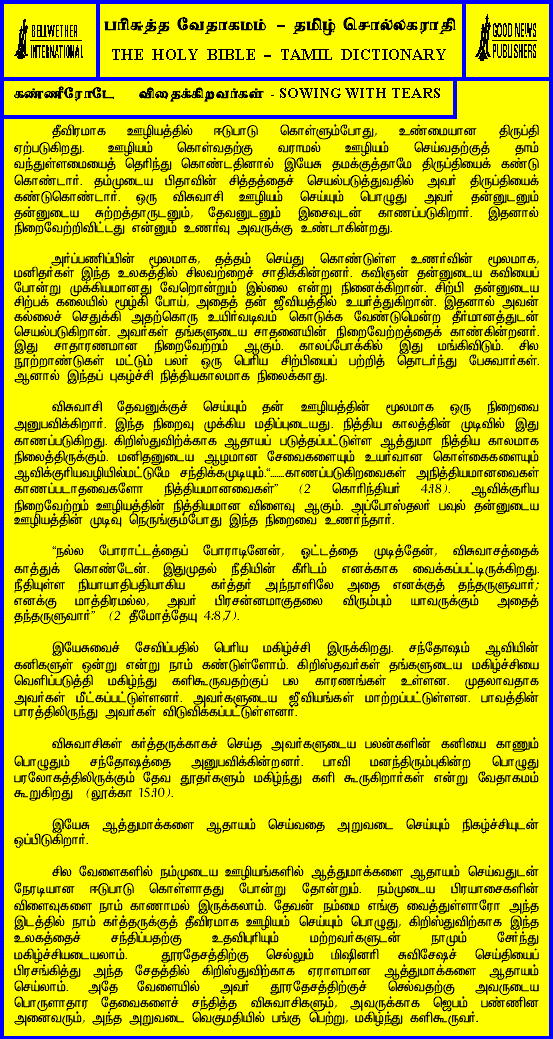 BELLWETHER
INTERNATIONAL
பரிசுத்த வேதாகமம் – தமிழ் சொல்லகராதி
THE HOLY BIBLE – TAMIL DICTIONARY
GOOD NEWS
PUBLISHERS
கண்ணீரோடே விதைக்கிறவர்கள் - SOWING WITH TEARS
தீவிரமாக ஊழியத்தில் ஈடுபாடு கொள்ளும்போது, உண்மையான திருப்தி
ஏற்படுகிறது. ஊழியம் கொள்வதற்கு வராமல் ஊழியம் செய்வதற்குத் தாம்
வந்துள்ளமையைத் தெரிந்து கொண்டதினால் இயேசு தமக்குத்தாமே திருப்தியைக் கண்டு
கொண்டார். தம்முடைய பிதாவின் சித்தத்தைச் செயல்படுத்துவதில் அவர் திருப்தியைக்
கண்டுகொண்டார். ஒரு விசுவாசி ஊழியம் செய்யும் பொழுது அவர் தன்னுடனும்
தன்னுடைய சுற்றத்தாருடனும், தேவனுடனும் இசைவுடன் காணப்படுகிறார். இதனால்
நிறைவேற்றிவிட்டது என்னும் உணர்வு அவருக்கு உண்டாகின்றது.
அர்ப்பணிப்பின் மூலமாக, தத்தம் செய்து கொண்டுள்ள உணர்வின் மூலமாக,
மனிதர்கள் இந்த உலகத்தில் சிலவற்றைச் சாதிக்கின்றனர். கவிஞன் தன்னுடைய கவியைப்
போன்று முக்கியமானது வேறொன்றும் இல்லை என்று நினைக்கிறான். சிற்பி தன்னுடைய
சிற்பக் கலையில் மூழ்கி போய், அதைத் தன் ஜீவியத்தில் உயர்த்துகிறான். இதனால் அவன்
கல்லைச் செதுக்கி அதற்கொரு உயிர்வடிவம் கொடுக்க வேண்டுமென்ற தீர்மானத்துடன்
செயல்படுகிறான். அவர்கள் தங்களுடைய சாதனையின் நிறைவேற்றத்தைக் காண்கின்றனர்.
இது சாதாரணமான நிறைவேற்றம் ஆகும். காலப்போக்கில் இது மங்கிவிடும். சில
நூற்றாண்டுகள் மட்டும் பலர் ஒரு பெரிய சிற்பியைப் பற்றித் தொடர்ந்து பேசுவார்கள்.
ஆனால் இந்தப் புகழ்ச்சி நித்தியகாலமாக நிலைக்காது.
விசுவாசி தேவனுக்குச் செய்யும் தன் ஊழியத்தின் மூலமாக ஒரு நிறைவை
அனுபவிக்கிறார். இந்த நிறைவு முக்கிய மதிப்புடையது. நித்திய காலத்தின் முடிவில் இது
காணப்படுகிறது. கிறிஸ்துவிற்க்காக ஆதாயப் படுத்தப்பட்டுள்ள ஆத்துமா நித்திய காலமாக
நிலைத்திருக்கும். மனிதனுடைய ஆழமான சேவைகளையும் உயர்வான கொள்கைகளையும்
ஆவிக்குரியவழியில்மட்டுமே சந்திக்கமுடியும்.“......காணப்படுகிறவைகள் அநித்தியமானவைகள்
காணப்படாதவைகளோ நித்தியமானவைகள்” (2 கொரிந்தியர் 4:18). ஆவிக்குரிய
நிறைவேற்றம் ஊழியத்தின் நித்தியமான விளைவு ஆகும். அப்போஸ்தலர் பவுல் தன்னுடைய
ஊழியத்தின் முடிவு நெருங்கும்போது இந்த நிறைவை உணர்ந்தார்.
“நல்ல போராட்டத்தைப் போராடினேன், ஓட்டத்தை முடித்தேன், விசுவாசத்தைக்
காத்துக் கொண்டேன். இதுமுதல் நீதியின் கீரிடம் எனக்காக வைக்கப்பட்டிருக்கிறது.
நீதியுள்ள நியாயாதிபதியாகிய கர்த்தர் அந்நாளிலே அதை எனக்குத் தந்தருளுவார்;
எனக்கு மாத்திரமல்ல, அவர் பிரசன்னமாகுதலை விரும்பும் யாவருக்கும் அதைத்
தந்தருளுவார்” (2 தீமோத்தேயு 4:8,7).
இயேசுவைச் சேவிப்பதில் பெரிய மகிழ்ச்சி இருக்கிறது. சந்தோஷம் ஆவியின்
கனிகளுள் ஒன்று என்று நாம் கண்டுள்ளோம். கிறிஸ்தவர்கள் தங்களுடைய மகிழ்ச்சியை
வெளிப்படுத்தி மகிழ்ந்து களிகூருவதற்குப் பல காரணங்கள் உள்ளன. முதலாவதாக
அவர்கள் மீட்கப்பட்டுள்ளனர். அவர்களுடைய ஜீவியங்கள் மாற்றப்பட்டுள்ளன. பாவத்தின்
பாரத்திலிருந்து அவர்கள் விடுவிக்கப்பட்டுள்ளனர்.
விசுவாசிகள் கர்த்தருக்காகச் செய்த அவர்களுடைய பலன்களின் கனியை காணும்
பொழுதும் சந்தோஷத்தை அனுபவிக்கின்றனர். பாவி மனந்திரும்புகின்ற பொழுது
பரலோகத்திலிருக்கும் தேவ தூதர்களும் மகிழ்ந்து களி கூருகிறார்கள் என்று வேதாகமம்
கூறுகிறது (லூக்கா 15:10).
இயேசு ஆத்துமாக்களை ஆதாயம் செய்வதை அறுவடை செய்யும் நிகழ்ச்சியுடன்
ஒப்பிடுகிறார்.
சில வேளைகளில் நம்முடைய ஊழியங்களில் ஆத்துமாக்களை ஆதாயம் செய்வதுடன்
நேரடியான ஈடுபாடு கொள்ளாதது போன்று தோன்றும். நம்முடைய பிரயாசைகளின்
விளைவுகளை நாம் காணாமல் இருக்கலாம். தேவன் நம்மை எங்கு வைத்துள்ளாரோ அந்த
இடத்தில் நாம் கர்த்தருக்குத் தீவிரமாக ஊழியம் செய்யும் பொழுது, கிறிஸ்துவிற்காக இந்த
உலகத்தைச் சந்திப்பதற்கு உதவிபுரியும் மற்றவர்களுடன் நாமும் சேர்ந்து
மகிழ்ச்சியடையலாம். தூரதேசத்திற்கு செல்லும் மிஷினரி சுவிசேஷச் செய்தியைப்
பிரசங்கித்து அந்த சேதத்தில் கிறிஸ்துவிற்காக ஏராளமான ஆத்துமாக்களை ஆதாயம்
செய்லாம். அதே வேளையில் அவர் தூரதேசத்திற்குச் செல்வதற்கு அவருடைய
பொருளாதார தேவைகளைச் சந்தித்த விசுவாசிகளும், அவருக்காக ஜெபம் பண்ணின
அனைவரும், அந்த அறுவடை வெகுமதியில் பங்கு பெற்று, மகிழ்ந்து களிகூருவர்.